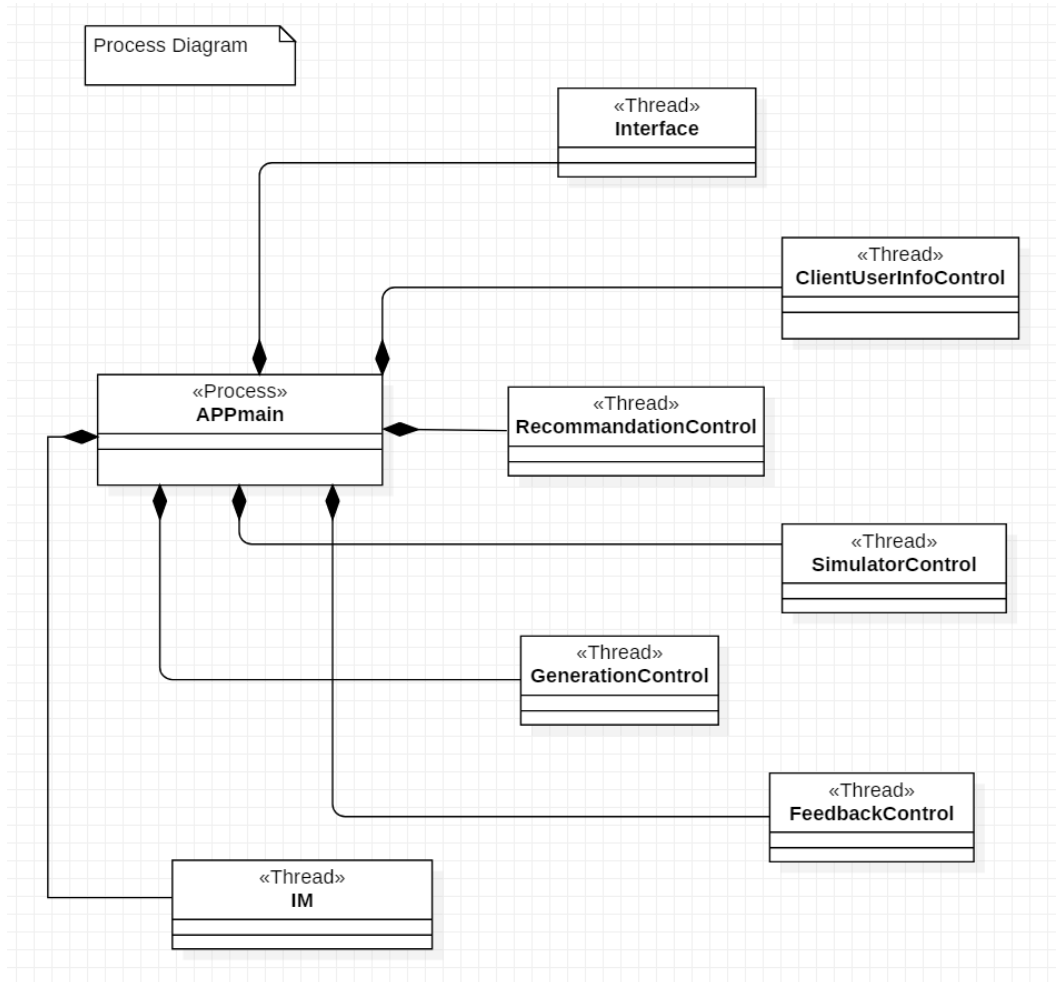 Process Diagram
«Thread»
Interface
«Thread»
ClientUserInfoControl
«Process»
APPmain
«Thread»
RecommandationControl
«Thread»
SimulatorControl
«Thread»
GenerationControl
«Thread»
FeedbackControl
«Thread»
IM